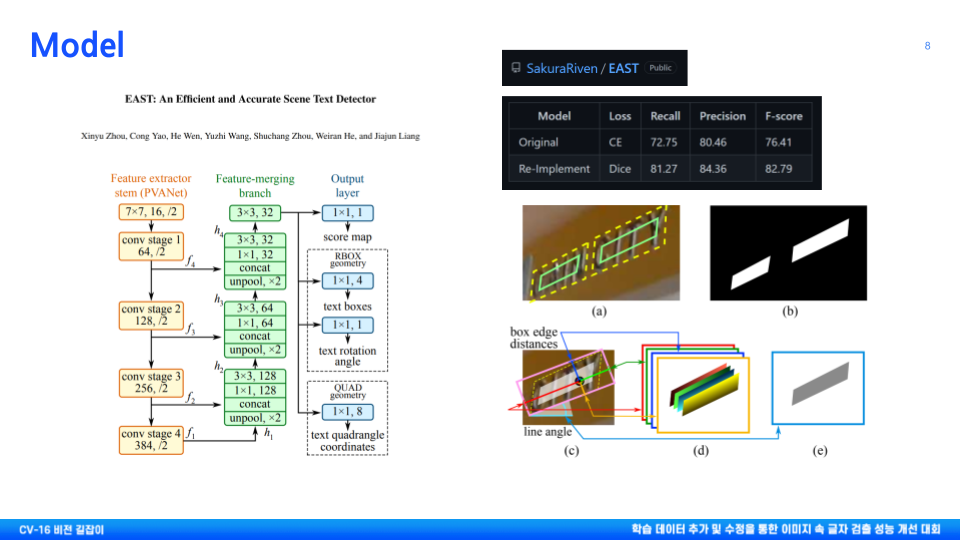 Model
8
EAST: An Efficient and Accurate Scene Text Detector
Xinyu Zhou, Cong Yao, He Wen, Yuzhi Wang, Shuchang Zhou, Weiran He, and Jiajun Liang
Feature extractor
stem (PVANet)
7×7, 16, /2
conv stage 1
64, /2
f4
conv stage 2
128, /2
f3
conv stage 3
256, /2
f2
conv stage 4
384, /2
f1
Feature-merging
branch
3×3, 32
h4
3×3, 32
1×1, 32
concat
unpool, ×2
h3
3×3, 64
1×1, 64
concat
unpool, ×2
h2
3×3, 128
1×1, 128
concat
unpool, ×2
h1
Output
layer
1×1, 1
score map
RBOX
geometry
1×1, 4
text boxes
1×1, 1
text rotation
angle
QUAD
geometry
1×1, 8
text quadrangle
coordinates
SakuraRiven / EAST Public
Model Loss Recall Precision F-score
Original CE 72.75 80.46 76.41
Re-Implement Dice 81.27 84.36 82.79
(a)
(b)
box edge
distances
line angle
(c)
(d)
(e)
CV-16 비전 길잡이
학습 데이터 추가 및 수정을 통한 이미지 속 글자 검출 성능 개선 대회